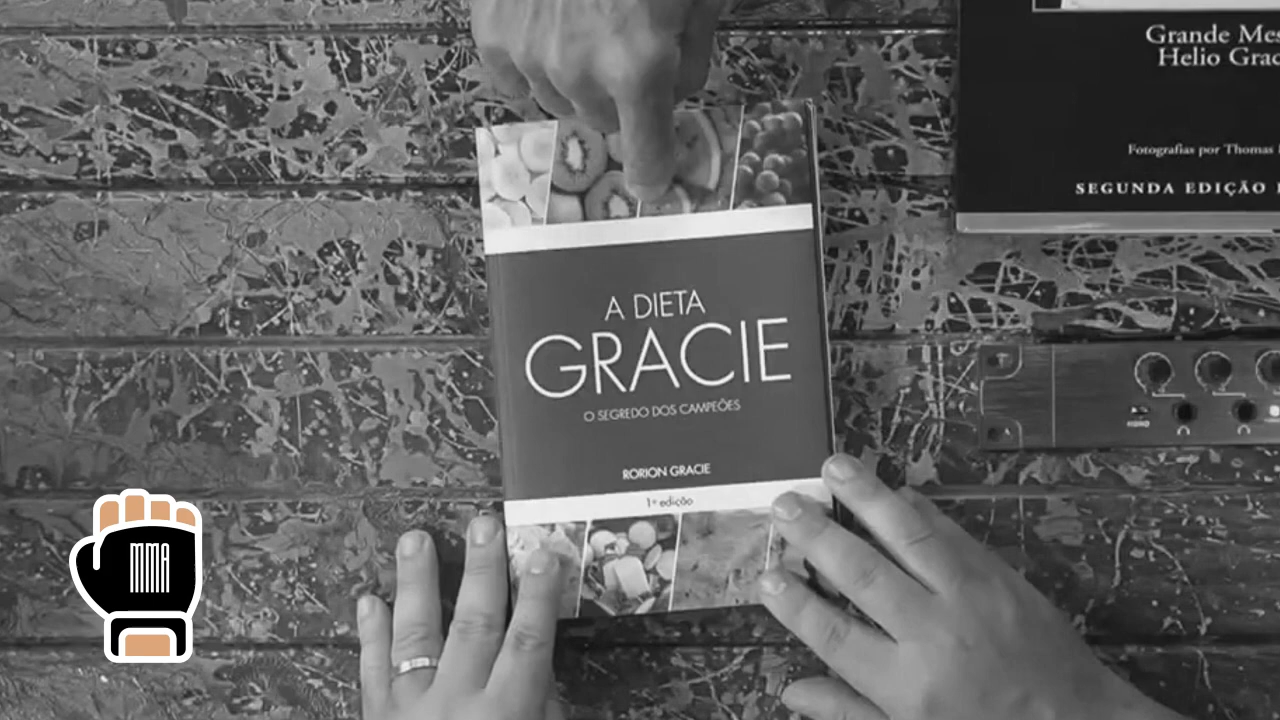 Grande Mes
Helio Grac
Fotografias por Thomas
SEGUNDA EDIÇÃO
A DIETA
GRACIE
O SEGREDO DOS CAMPEÕES
RORION GRACIE
1ª edição
MMA